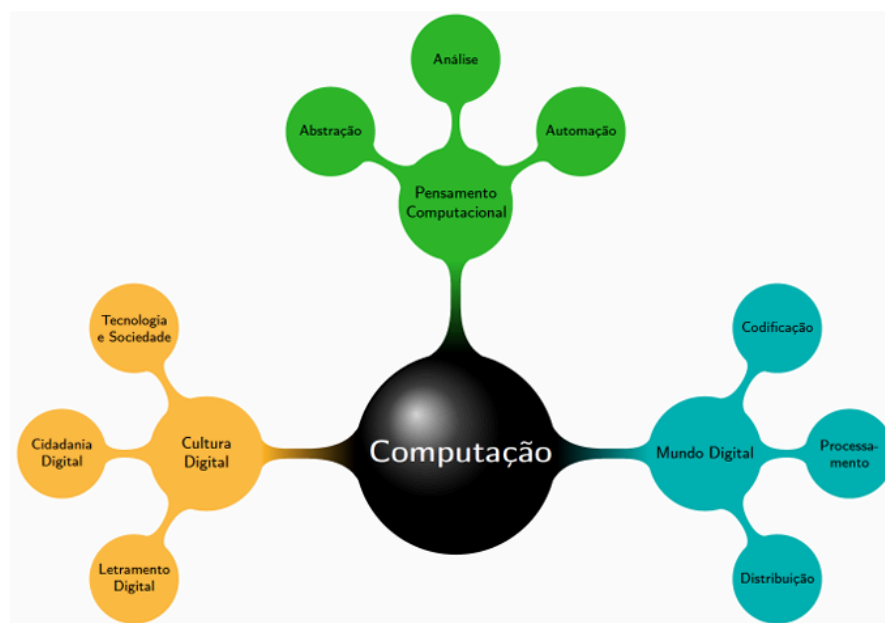 Análise
Abstração
Automação
Pensamento
Computacional
Tecnologia
e Sociedade
Cidadania
Digital
Letramento
Digital
Cultura
Digital
Computação
Mundo Digital
Codificação
Processa-
mento
Distribuição